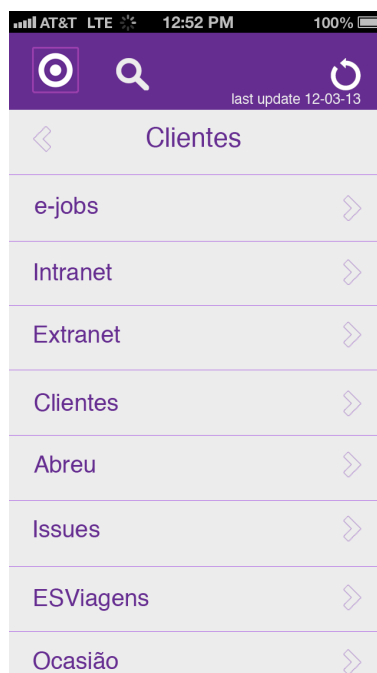 AT&T LTE 12:52 PM 100%
last update 12-03-13
Clientes
e-jobs
Intranet
Extranet
Clientes
Abreu
Issues
ESViagens
Ocasião